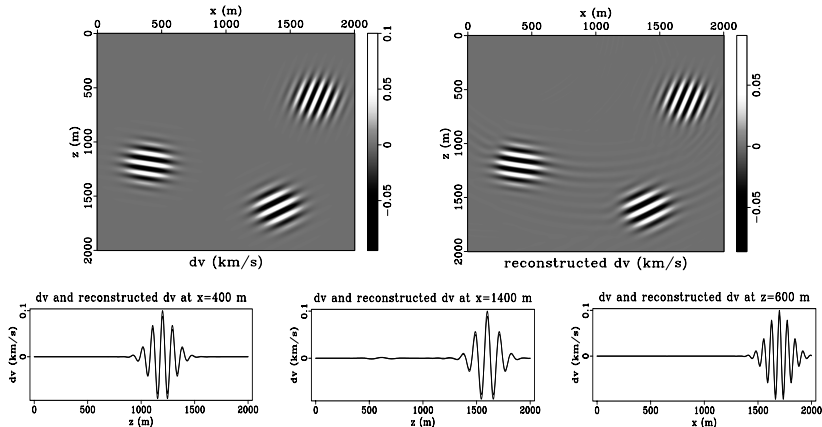 x (m)
0 500 1000 1500 2000
0 500 1000 1500 2000
z (m)
0.1 0.05 0 −0.05
dv (km/s)
x (m)
0 500 1000 1500 2000
0 500 1000 1500 2000
z (m)
0.05 0 −0.05
reconstructed dv (km/s)
dv and reconstructed dv at x=400 m
0.1
0
dv (km/s)
0 500 1000 1500 2000
z (m)
dv and reconstructed dv at x=1400 m
0.1
0
dv (km/s)
0 500 1000 1500 2000
z (m)
dv and reconstructed dv at z=600 m
0.1
0
dv (km/s)
0 500 1000 1500 2000
x (m)